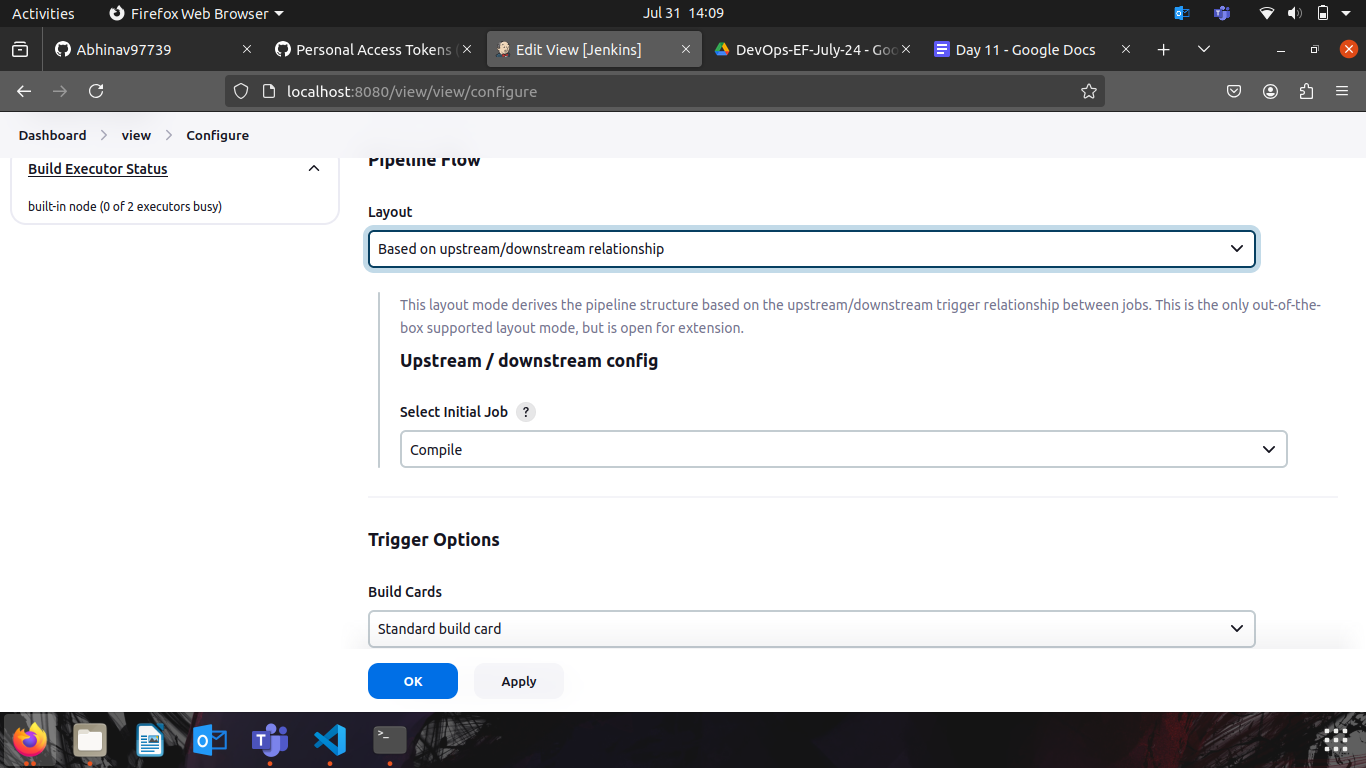 Activities
Firefox Web Browser
Jul 31 14:09
Abhinav97739
Personal Access Tokens (
Edit View [Jenkins]
DevOps-EF-July-24 - Goo
Day 11 - Google Docs
localhost:8080/view/view/configure
Dashboard
view
Configure
Build Executor Status
built-in node (0 of 2 executors busy)
Pipeline Flow
Layout
Based on upstream/downstream relationship
This layout mode derives the pipeline structure based on the upstream/downstream trigger relationship between jobs. This is the only out-of-the-
box supported layout mode, but is open for extension.
Upstream / downstream config
Select Initial Job ?
Compile
Trigger Options
Build Cards
Standard build card
OK
Apply